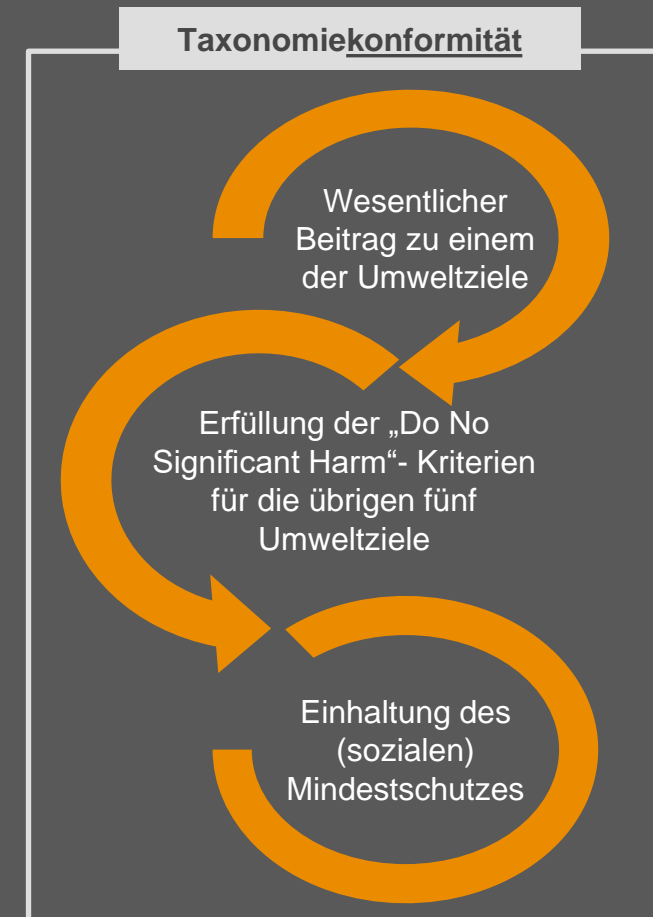 Taxonomiekonformität
Wesentlicher
Beitrag zu einem
der Umweltziele
Erfüllung der „Do No
Significant Harm“- Kriterien
für die übrigen fünf
Umweltziele
Einhaltung des
(sozialen)
Mindestschutzes